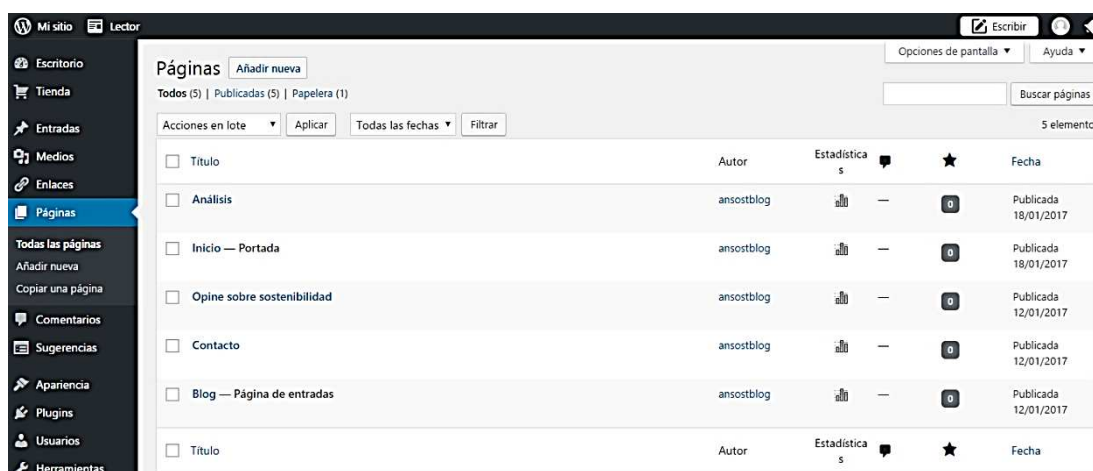 Mi sitio Lector Escribir
Opciones de pantalla ▼ Ayuda ▼
Escritorio
Tienda
Entradas
Medios
Enlaces
Páginas
Todas las páginas
Añadir nueva
Copiar una página
Comentarios
Sugerencias
Apariencia
Plugins
Usuarios
Herramientas
Páginas Añadir nueva
Todos (5) | Publicadas (5) | Papelera (1)
Buscar páginas
Acciones en lote ▼ Aplicar Todas las fechas ▼ Filtrar
5 elemento
Título Autor Estadística
s
Fecha
Análisis ansostblog — 0 Publicada
18/01/2017
Inicio — Portada ansostblog — 0 Publicada
18/01/2017
Opine sobre sostenibilidad ansostblog — 0 Publicada
12/01/2017
Contacto ansostblog — 0 Publicada
12/01/2017
Blog — Página de entradas ansostblog — 0 Publicada
12/01/2017
Título Autor Estadística
s
Fecha